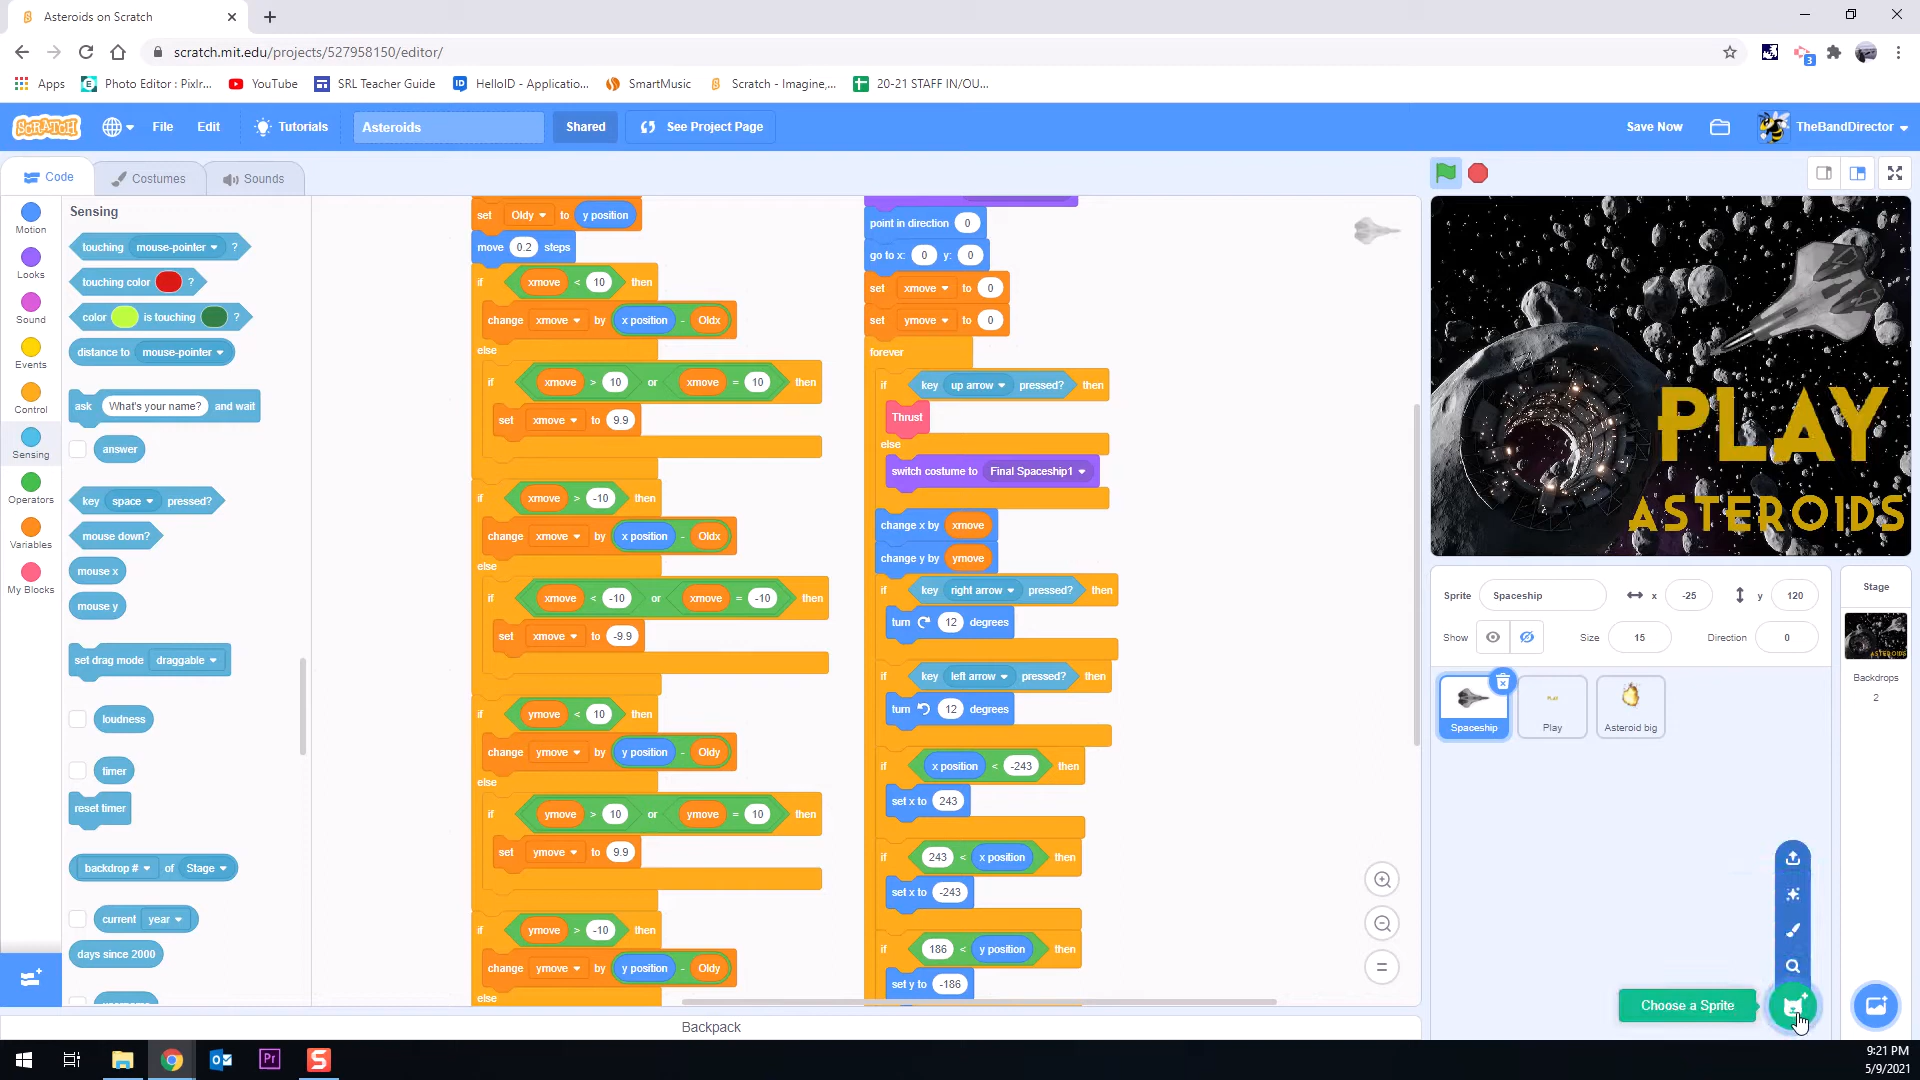 Asteroids on Scratch
scratch.mit.edu/projects/527958150/editor/
3
Apps
Photo Editor : Pixlr...
YouTube
SRL Teacher Guide
HelloID - Application...
SmartMusic
Scratch - Imagine,...
20-21 STAFF IN/OU...
SCRATCH
File
Edit
Tutorials
Asteroids
Shared
See Project Page
Save Now
TheBandDirector
Code
Costumes
Sounds
Motion
Looks
Sound
Events
Control
Sensing
Operators
Variables
My Blocks
Sensing
touching mouse-pointer ?
touching color ?
color is touching ?
distance to mouse-pointer
ask What's your name? and wait
answer
key space pressed?
mouse down?
mouse x
mouse y
set drag mode draggable
loudness
timer
reset timer
backdrop # of Stage
current year
days since 2000
set Oldy to y position
move 0.2 steps
if xmove < 10 then
change xmove by x position - Oldx
else
if xmove > 10 or xmove = 10 then
set xmove to 9.9
if xmove > -10 then
change xmove by x position - Oldx
else
if xmove < -10 or xmove = -10 then
set xmove to -9.9
if ymove < 10 then
change ymove by y position - Oldy
else
if ymove > 10 or ymove = 10 then
set ymove to 9.9
if ymove > -10 then
change ymove by y position - Oldy
else
point in direction 0
go to x: 0 y: 0
set xmove to 0
set ymove to 0
forever
if key up arrow pressed? then
Thrust
else
switch costume to Final Spaceship1
change x by xmove
change y by ymove
if key right arrow pressed? then
turn 12 degrees
if key left arrow pressed? then
turn 12 degrees
if x position < -243 then
set x to 243
if 243 < x position then
set x to -243
if 186 < y position then
set y to -186
Backpack
PLAY
ASTEROIDS
Sprite Spaceship x -25 y 120
Show Size 15 Direction 0
Spaceship
Play
Asteroid big
Stage
Backdrops
2
Choose a Sprite
9:21 PM
5/9/2021